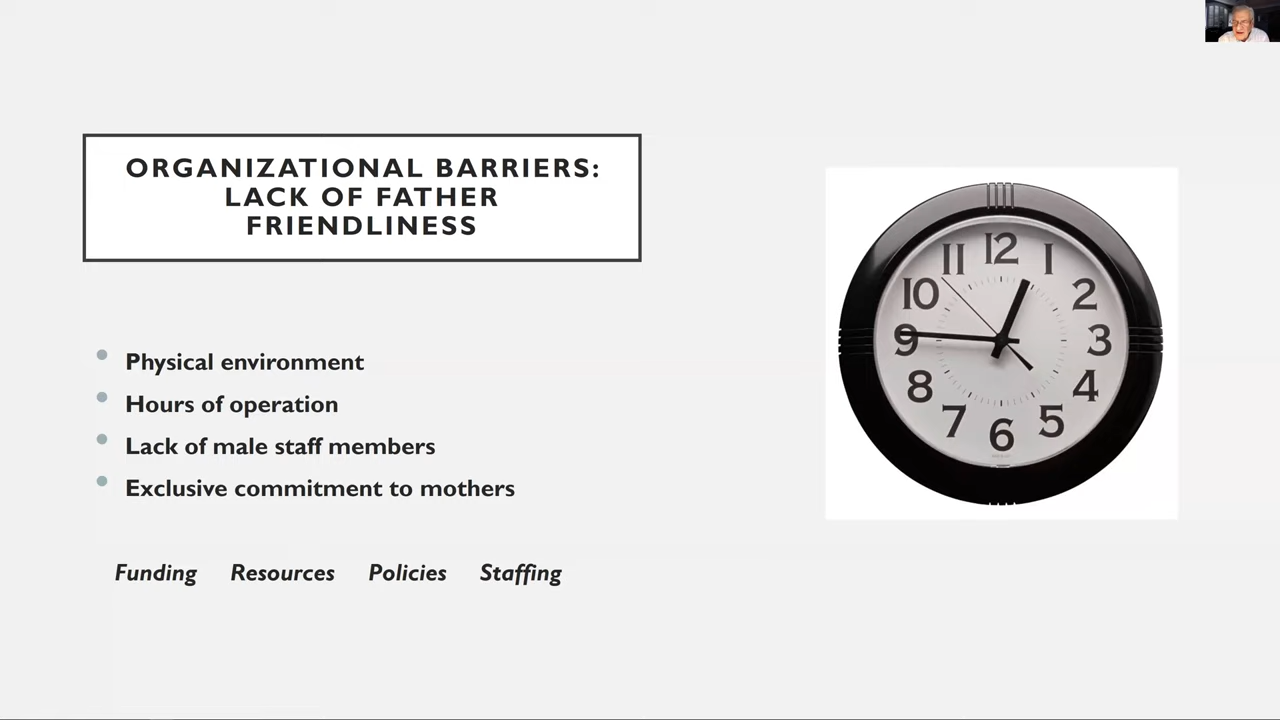 ORGANIZATIONAL BARRIERS:
LACK OF FATHER
FRIENDLINESS
Physical environment
Hours of operation
Lack of male staff members
Exclusive commitment to mothers
Funding Resources Policies Staffing
12
11 1
10 2
9 3
8 4
7 5
6